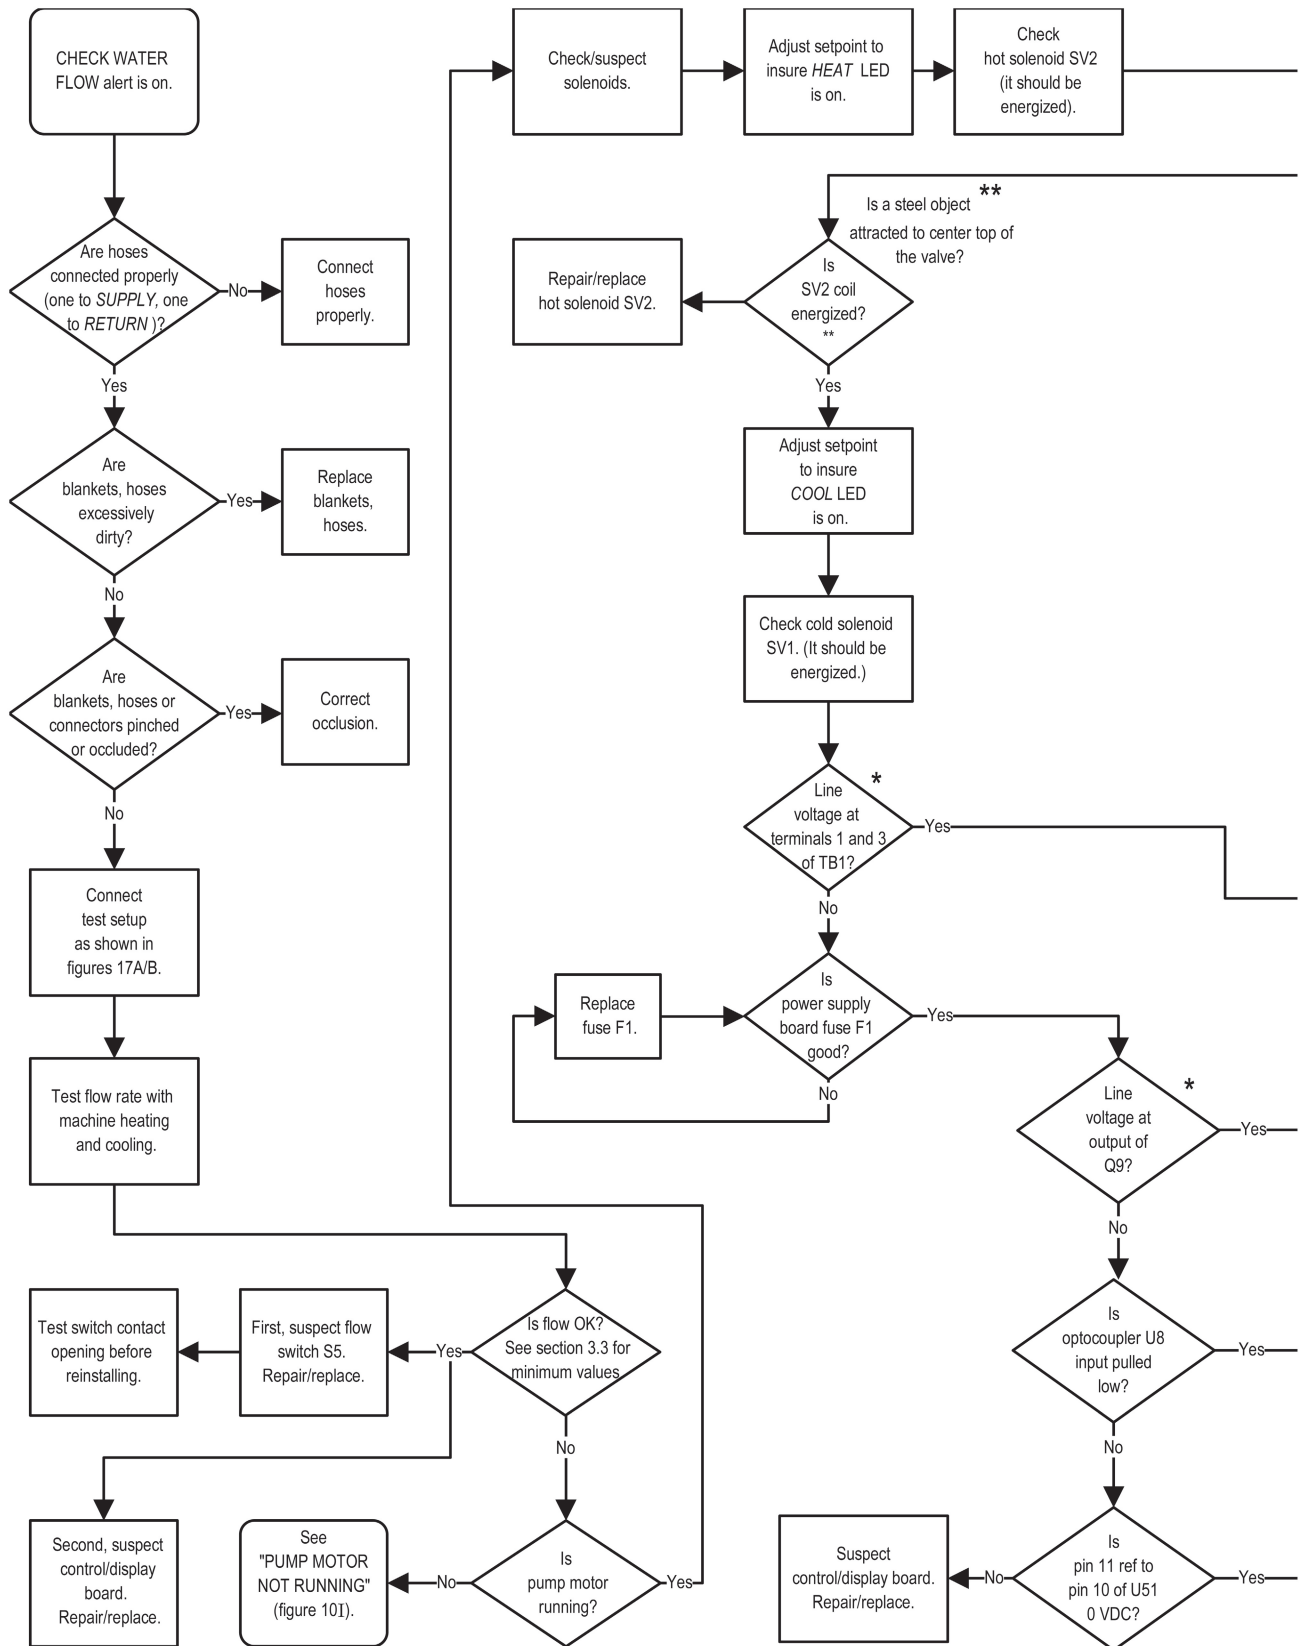 CHECK WATER
FLOW alert is on.
Are hoses
connected properly
(one to SUPPLY, one
to RETURN )?
No
Connect
hoses
properly.
Yes
Are
blankets, hoses
excessively
dirty?
Yes
Replace
blankets,
hoses.
No
Are
blankets, hoses or
connectors pinched
or occluded?
Yes
Correct
occlusion.
No
Connect
test setup
as shown in
figures 17A/B.
Test flow rate with
machine heating
and cooling.
Is flow OK?
See section 3.3 for
minimum values
Yes
First, suspect flow
switch S5.
Repair/replace.
Test switch contact
opening before
reinstalling.
Second, suspect
control/display
board.
Repair/replace.
No
Is
pump motor
running?
No
See
"PUMP MOTOR
NOT RUNNING"
(figure 10I).
Yes
Check/suspect
solenoids.
Adjust setpoint to
insure HEAT LED
is on.
Check
hot solenoid SV2
(it should be
energized).
Is a steel object **
attracted to center top of
the valve?
Is
SV2 coil
energized?
**
Repair/replace
hot solenoid SV2.
Yes
Adjust setpoint
to insure
COOL LED
is on.
Check cold solenoid
SV1. (It should be
energized.)
*
Line
voltage at
terminals 1 and 3
of TB1?
Yes
No
Is
power supply
board fuse F1
good?
Replace
fuse F1.
No
Yes
*
Line
voltage at
output of
Q9?
Yes
No
Is
optocoupler U8
input pulled
low?
Yes
No
Is
pin 11 ref to
pin 10 of U51
0 VDC?
Yes
No
Suspect
control/display board.
Repair/replace.